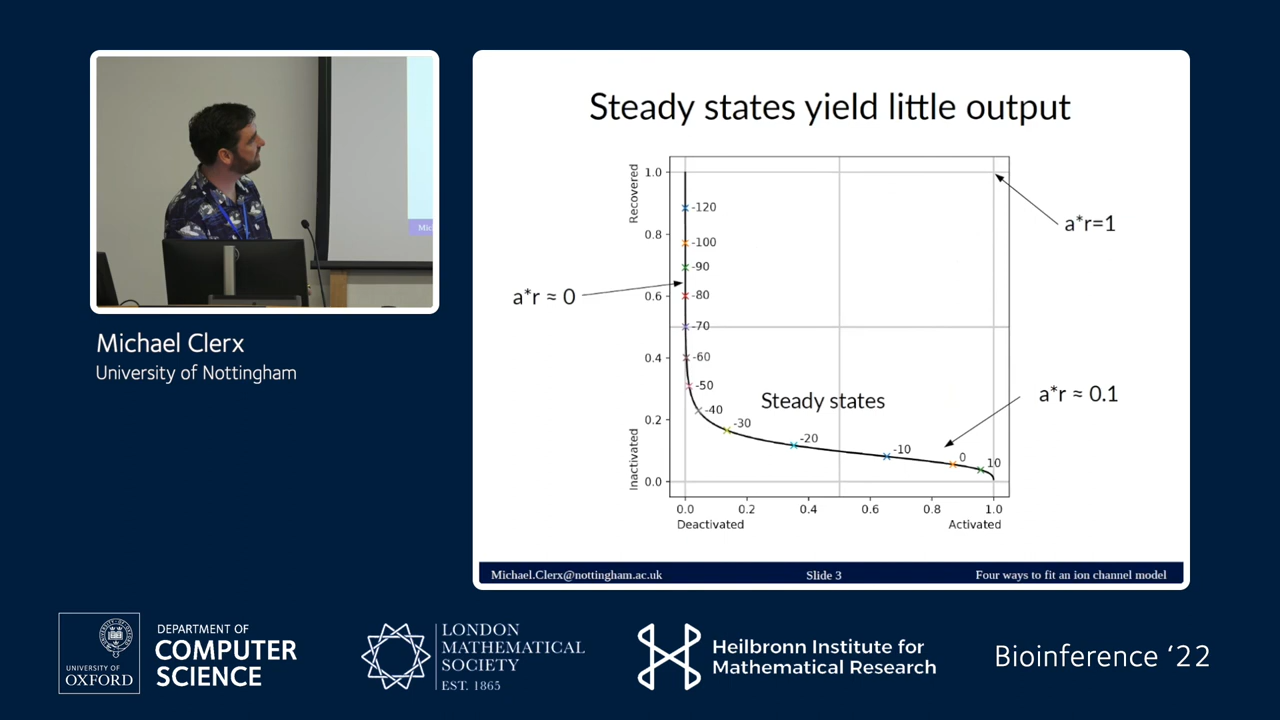 Steady states yield little output
Recovered
1.0
0.8
0.6
0.4
0.2
0.0
Inactivated
-120
-100
-90
-80
-70
-60
-50
-40
-30
-20
-10
0
10
Steady states
a*r=1
a*r ≈ 0
a*r ≈ 0.1
0.0 0.2 0.4 0.6 0.8 1.0
Deactivated Activated
Michael.Clerx@nottingham.ac.uk Slide 3 Four ways to fit an ion channel model
Mic
Michael Clerx
University of Nottingham
UNIVERSITY OF
OXFORD
DEPARTMENT OF
COMPUTER
SCIENCE
LONDON
MATHEMATICAL
SOCIETY
EST. 1865
Heilbronn Institute for
Mathematical Research
Bioinference ‘22